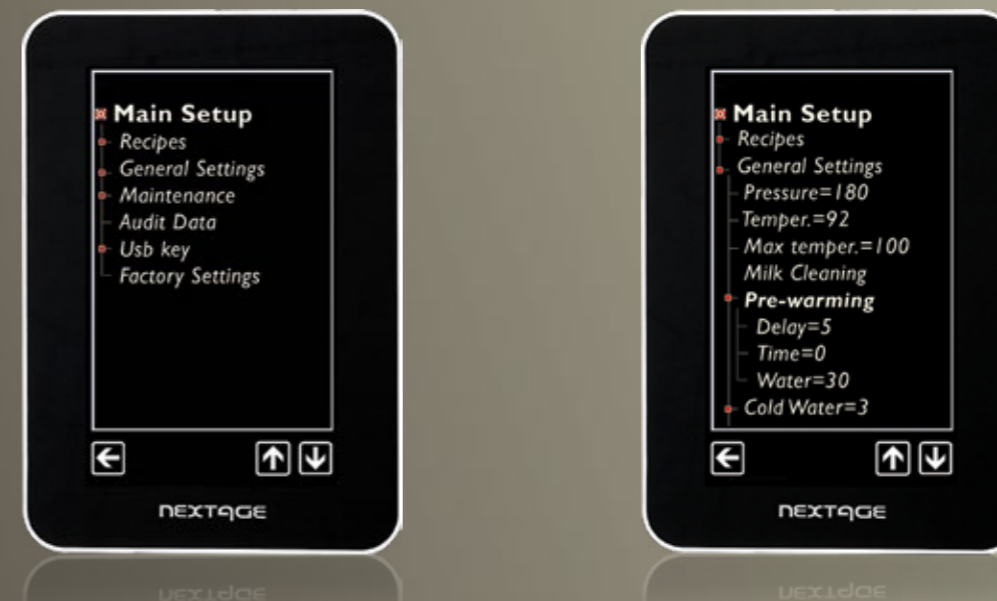 Main Setup
Recipes
General Settings
Maintenance
Audit Data
Usb key
Factory Settings
NEXTAGE
Main Setup
Recipes
General Settings
Pressure=180
Temper.=92
Max temper.=100
Milk Cleaning
Pre-warming
Delay=5
Time=0
Water=30
Cold Water=3
NEXTAGE